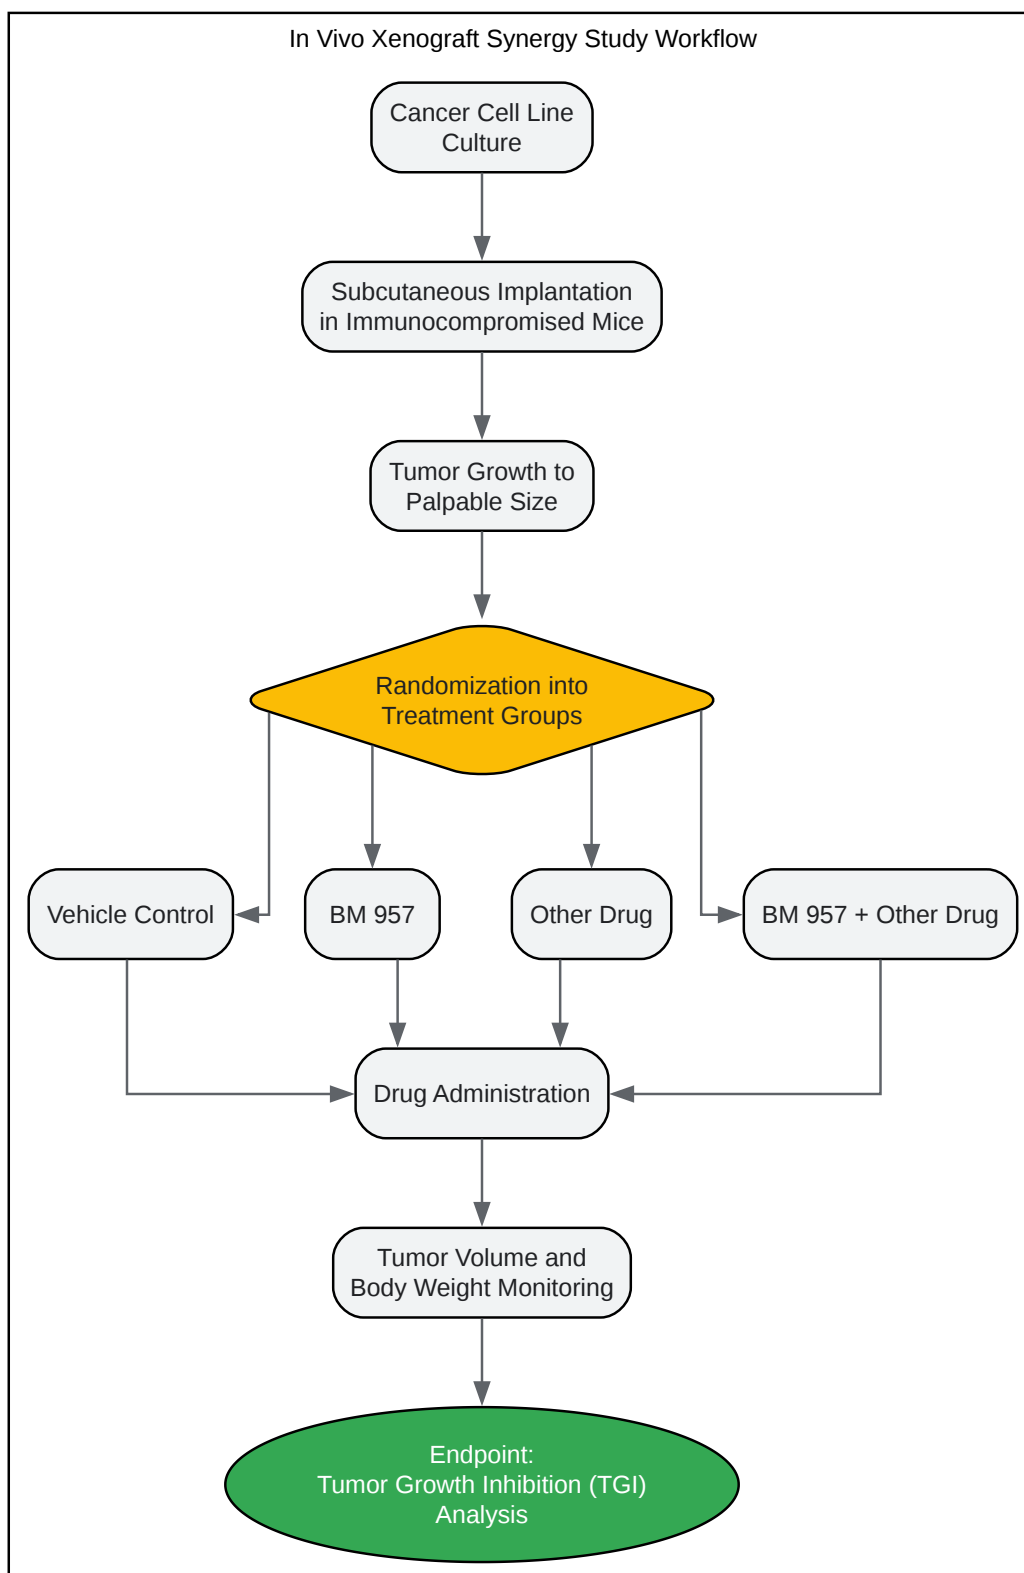 In Vivo Xenograft Synergy Study Workflow
Cancer Cell Line
Culture
Subcutaneous Implantation
in Immunocompromised Mice
Tumor Growth to
Palpable Size
Randomization into
Treatment Groups
Vehicle Control
BM 957
Other Drug
BM 957 + Other Drug
Drug Administration
Tumor Volume and
Body Weight Monitoring
Endpoint:
Tumor Growth Inhibition (TGI)
Analysis